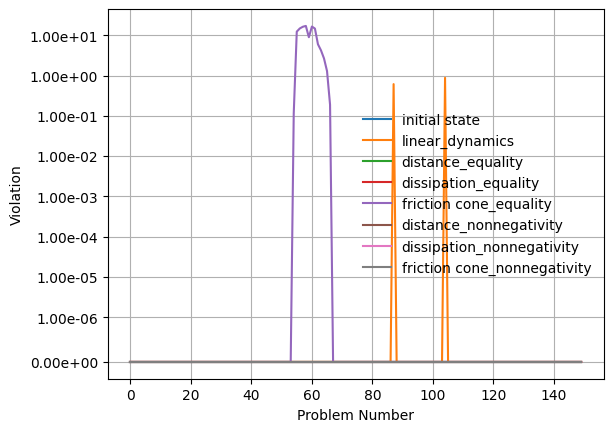 1.00e+01
1.00e+00
1.00e-01
1.00e-02
1.00e-03
1.00e-04
1.00e-05
1.00e-06
0.00e+00
Violation
initial state
linear_dynamics
distance_equality
dissipation_equality
friction cone_equality
distance_nonnegativity
dissipation_nonnegativity
friction cone_nonnegativity
0 20 40 60 80 100 120 140
Problem Number